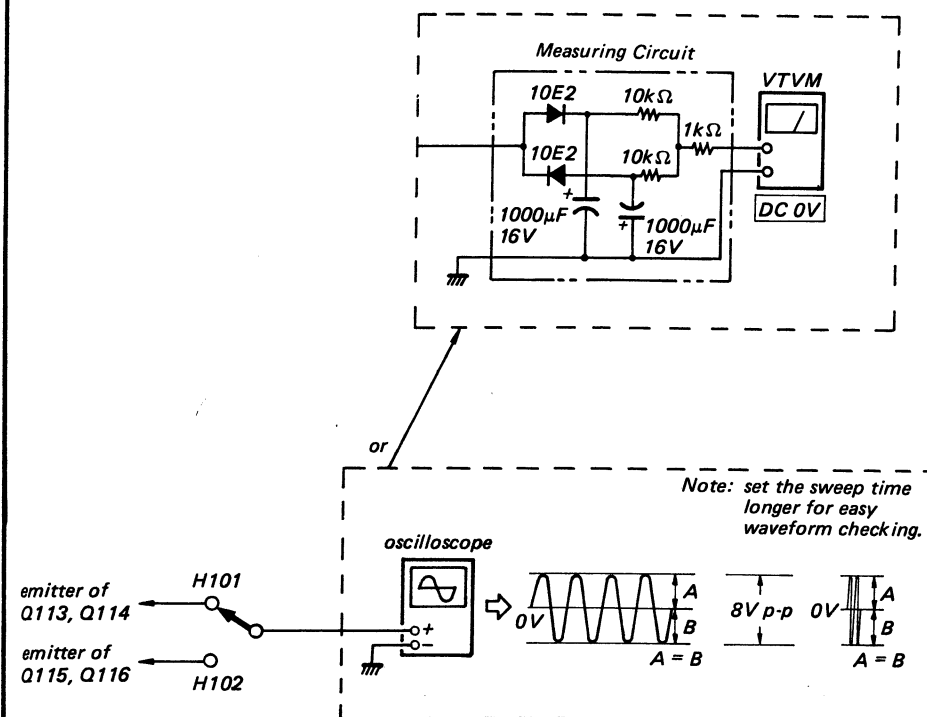 Measuring Circuit
VTVM
10E2
10kΩ
1kΩ
10E2
10kΩ
+
1000μF
16V
+
1000μF
16V
DC 0V
or
Note: set the sweep time
longer for easy
waveform checking.
oscilloscope
emitter of
Q113, Q114
H101
+
−
0V
A
B
A = B
8V p-p
0V
A
B
A = B
emitter of
Q115, Q116
H102